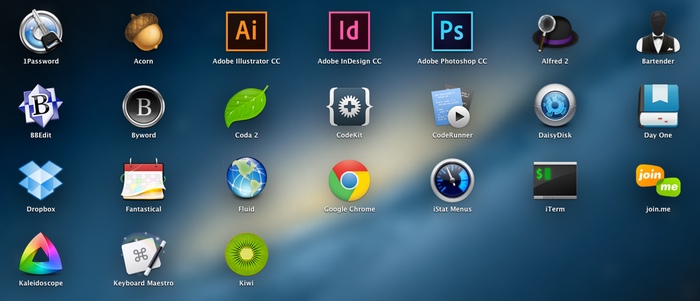 Ai
Id
Ps
1Password
Acorn
Adobe Illustrator CC
Adobe InDesign CC
Adobe Photoshop CC
Alfred 2
Bartender
B
B
BBEdit
Byword
Coda 2
CodeKit
CodeRunner
DaisyDisk
Day One
$
join
me
Dropbox
Fantastical
Fluid
Google Chrome
iStat Menus
iTerm
join.me
⌘
Kaleidoscope
Keyboard Maestro
Kiwi